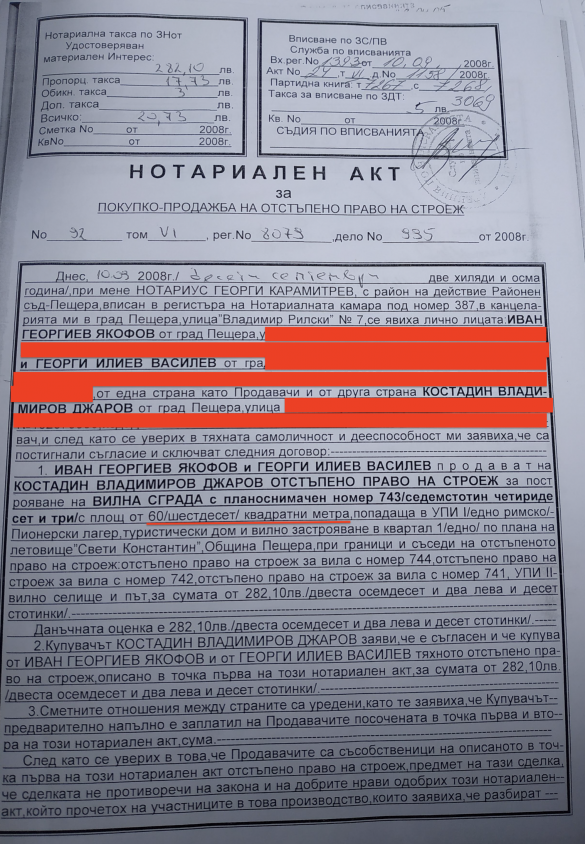 Нотариална такса по ЗНот
Удостоверяван
материален Интерес:
282,10 лв.
Пропорц. такса 17,73 лв.
Обикн. такса 3 лв.
Доп. такса лв.
Всичко: 20,73 лв.
Сметка No от 2008г.
КвNo от 2008г.
Вписване по ЗС/ПВ
Служба по вписванията
Вх.рег.No 1393 от 10.09. 2008г.
Акт No 24, т VI д.No 1158/ 2008г.
Партидна книга: т 7267 с 7268
Такса за вписване по ЗДТ:
5 лв. 3069
Кв. No от 2008г.
СЪДИЯ ПО ВПИСВАНИЯТА
НОТАРИАЛЕН АКТ
за
ПОКУПКО-ПРОДАЖБА НА ОТСТЪПЕНО ПРАВО НА СТРОЕЖ
No 92 том VI, рег.No 8079, дело No 995 от 2008г.
Днес, 10.09 2008г./ десети септември две хиляди и осма
година/,при мене НОТАРИУС ГЕОРГИ КАРАМИТРЕВ, с район на действие Районен
съд-Пещера,вписан в регистъра на Нотариалната камара под номер 387,в канцела-
рията ми в град Пещера,улица"Владимир Рилски" № 7,се явиха лично лицата:ИВАН
ГЕОРГИЕВ ЯКОФОВ от град Пещера,у
и ГЕОРГИ ИЛИЕВ ВАСИЛЕВ от гра
,от една страна като Продавачи и от друга страна КОСТАДИН ВЛАДИ-
МИРОВ ДЖАРОВ от град Пещера,улица
вач,и след като се уверих в тяхната самоличност и дееспособност ми заявиха,че са
постигнали съгласие и сключват следния договор:
1. ИВАН ГЕОРГИЕВ ЯКОФОВ и ГЕОРГИ ИЛИЕВ ВАСИЛЕВ п р о д а в а т на
КОСТАДИН ВЛАДИМИРОВ ДЖАРОВ ОТСТЪПЕНО ПРАВО НА СТРОЕЖ за пост
рояване на ВИЛНА СГРАДА с планоснимачен номер 743/седемстотин четириде
сет и три/с площ от 60/шестдесет/ квадратни метра,попадаща в УПИ I/едно римско/-
Пионерски лагер,туристически дом и вилно застрояване в квартал 1/едно/ по плана на
летовище"Свети Константин",Община Пещера,при граници и съседи на отстъпеното
право на строеж:отстъпено право на строеж за вила с номер 744,отстъпено право на
строеж за вила с номер 742,отстъпено право на строеж за вила с номер 741, УПИ II-
вилно селище и път,за сумата от 282,10лв./двеста осемдесет и два лева и десет
стотинки/.
Данъчната оценка е 282,10лв./двеста осемдесет и два лева и десет стотинки/.
2.Купувачът КОСТАДИН ВЛАДИМИРОВ ДЖАРОВ заяви,че е съгласен и че купува
от ИВАН ГЕОРГИЕВ ЯКОФОВ и от ГЕОРГИ ИЛИЕВ ВАСИЛЕВ тяхното отстъпено пра-
во на строеж,описано в точка първа на този нотариален акт,за сумата от 282,10лв.
/двеста осемдесет и два лева и десет стотинки/.
3.Сметните отношения между страните са уредени,като те заявиха,че Купувачът
предварително напълно е заплатил на Продавачите посочената в точка първа и вто-
ра на този нотариален акт,сума.
След като се уверих в това,че Продавачите са съсобственици на описаното в точ-
ка първа на този нотариален акт отстъпено право на строеж,предмет на тази сделка,
че сделката не противоречи на закона и на добрите нрави одобрих този нотариален
акт,който прочетох на участниците в това производство,които заявиха,че разбират